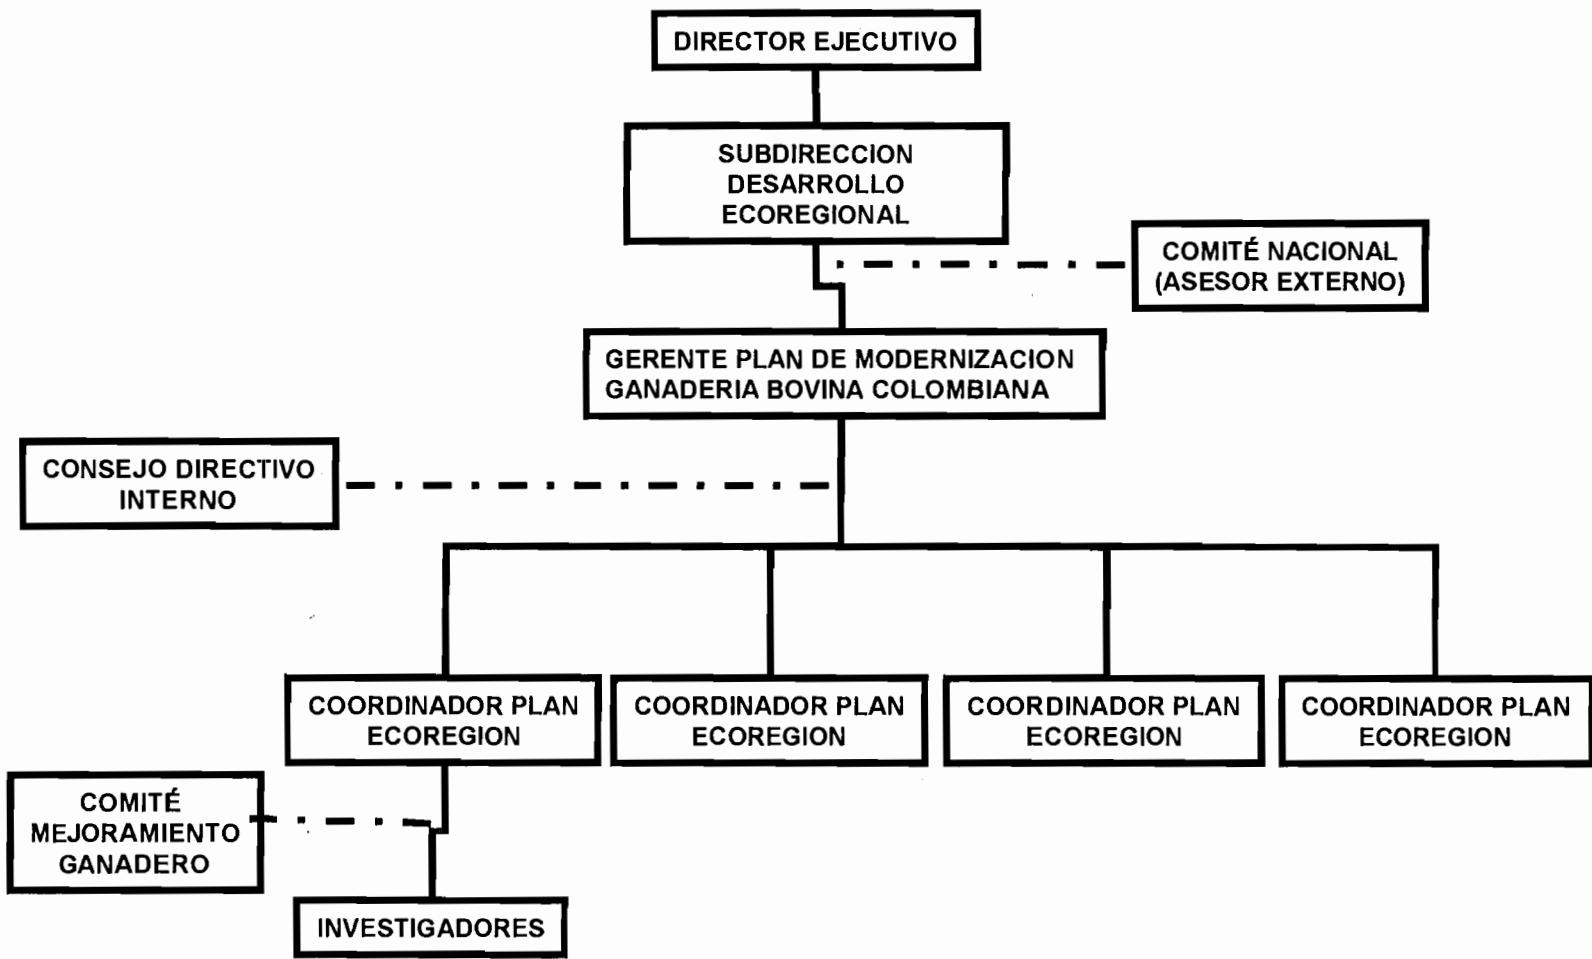 DIRECTOR EJECUTIVO
SUBDIRECCION
DESARROLLO
ECOREGIONAL
COMITÉ NACIONAL
(ASESOR EXTERNO)
GERENTE PLAN DE MODERNIZACION
GANADERIA BOVINA COLOMBIANA
CONSEJO DIRECTIVO
INTERNO
COORDINADOR PLAN
ECOREGION
COORDINADOR PLAN
ECOREGION
COORDINADOR PLAN
ECOREGION
COORDINADOR PLAN
ECOREGION
COMITÉ
MEJORAMIENTO
GANADERO
INVESTIGADORES